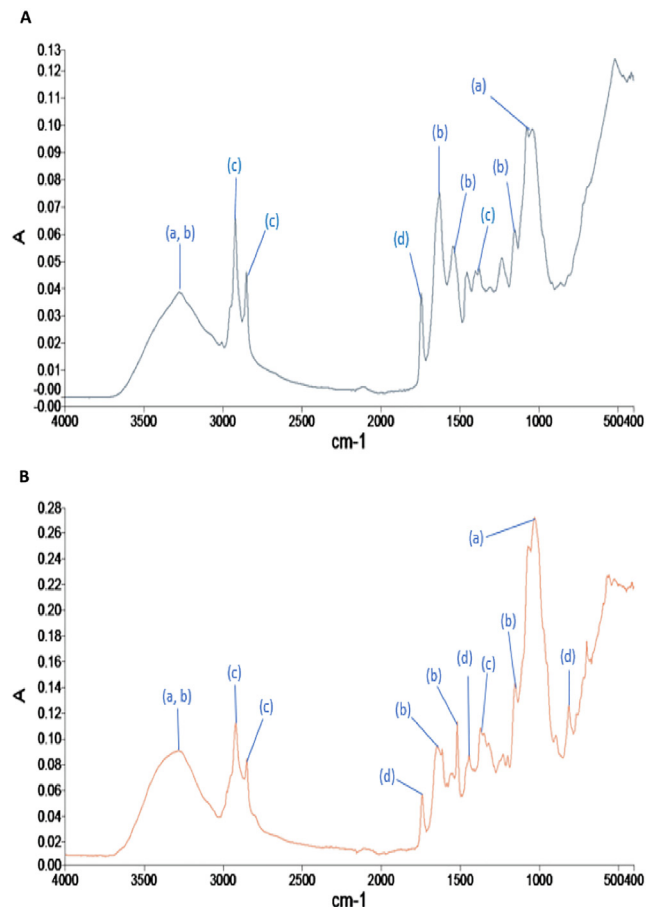 A
0.13
0.12
0.11
0.10
0.09
0.08
0.07
0.06
0.05
0.04
0.03
0.02
0.01
-0.00
-0.00
A
(a)
(b)
(b)
(b)
(c)
(c)
(c)
(a, b)
(d)
4000 3500 3000 2500 2000 1500 1000 500400
cm-1
B
0.28
0.26
0.24
0.22
0.20
0.18
0.16
0.14
0.12
0.10
0.08
0.06
0.04
0.02
0.00
A
(a)
(b)
(d)
(c)
(d)
(b)
(b)
(c)
(c)
(a, b)
(d)
4000 3500 3000 2500 2000 1500 1000 500400
cm-1